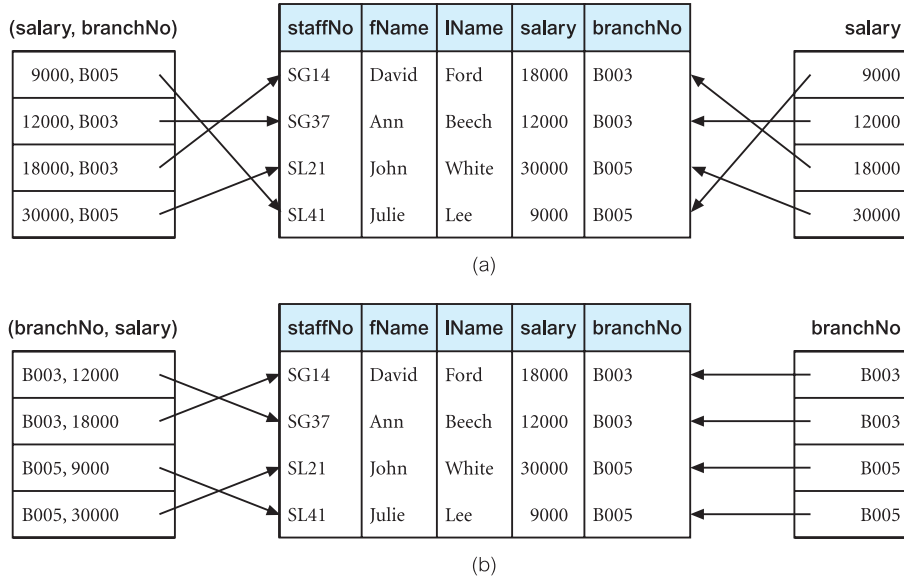 (salary, branchNo) staffNo fName lName salary branchNo salary
9000, B005 SG14 David Ford 18000 B003 9000
12000, B003 SG37 Ann Beech 12000 B003 12000
18000, B003 SL21 John White 30000 B005 18000
30000, B005 SL41 Julie Lee 9000 B005 30000
(a)
(branchNo, salary) staffNo fName lName salary branchNo branchNo
B003, 12000 SG14 David Ford 18000 B003 B003
B003, 18000 SG37 Ann Beech 12000 B003 B003
B005, 9000 SL21 John White 30000 B005 B005
B005, 30000 SL41 Julie Lee 9000 B005 B005
(b)